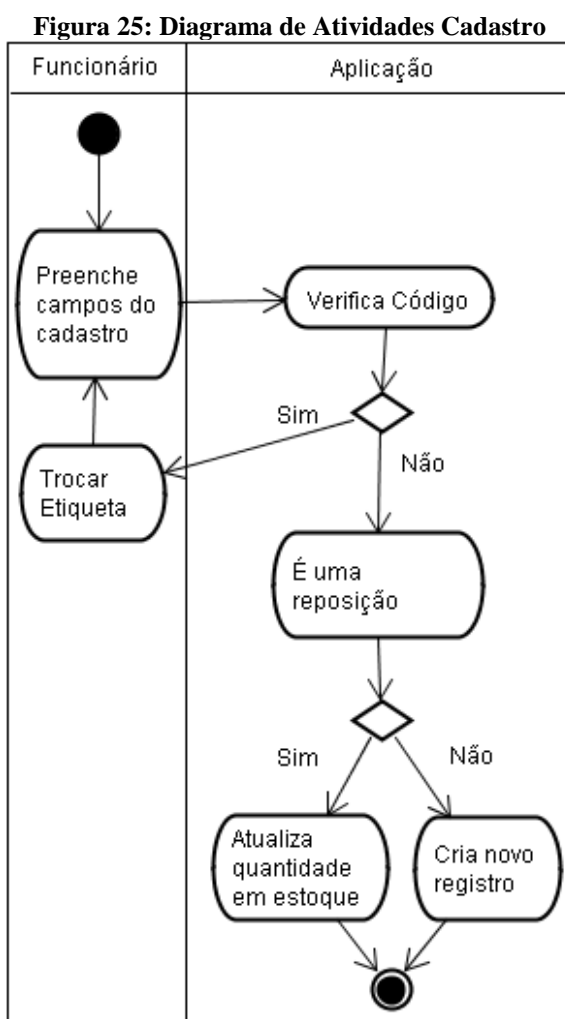 Figura 25: Diagrama de Atividades Cadastro
Funcionário
Aplicação
Preenche
campos do
cadastro
Verifica Código
Sim
Não
Trocar
Etiqueta
É uma
reposição
Sim
Não
Atualiza
quantidade
em estoque
Cria novo
registro